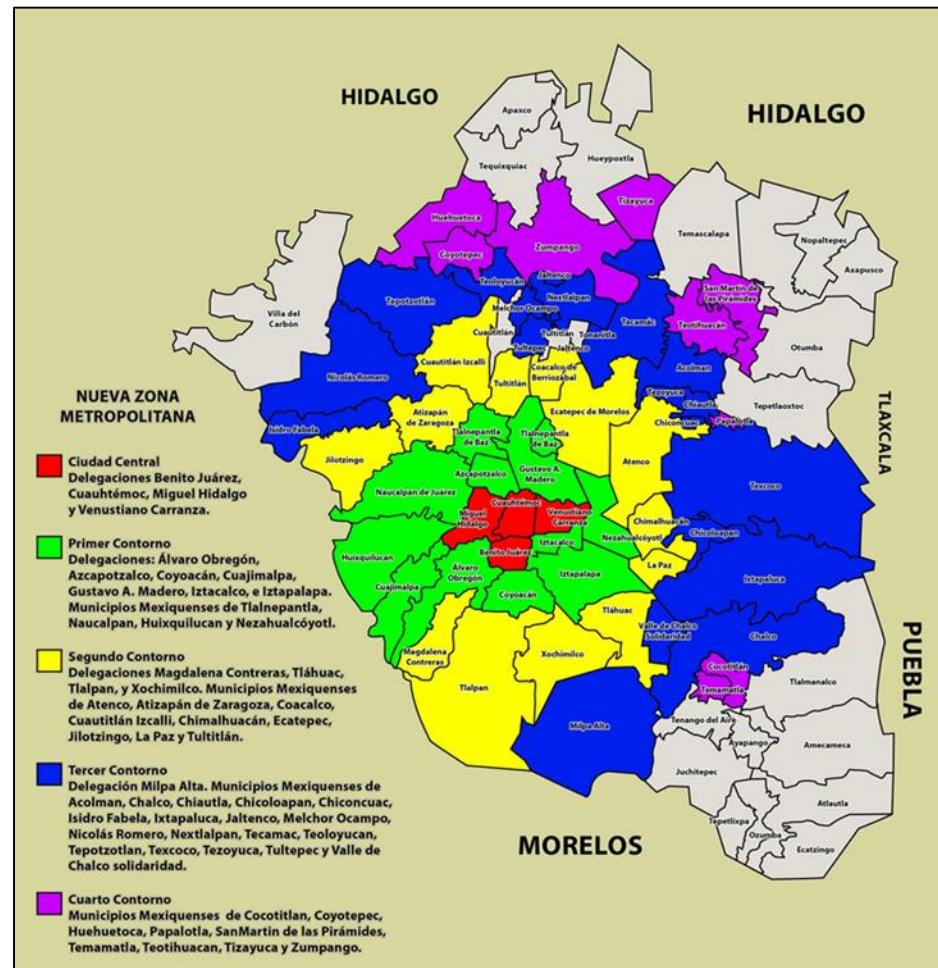 HIDALGO
HIDALGO
Apaxco
Hueypoxtla
Tequixquiac
Tizayuca
Huehuetoca
Zumpango
Temascalapa
Nopaltepec
Axapusco
Coyotepec
Teoloyucán
Jaltenco
San Martín de
las Pirámides
Tepotzotlán
Nextlalpan
Melchor Ocampo
Tecamác
Teotihuacán
Villa del
Carbón
Cuautitlán
Tultitlán
Tonanitla
Otumba
Tultepec
Jaltenco
Cuautitlán Izcalli
Coacalco de
Berriozábal
Acolman
Nicolás Romero
Tultitlán
Tezoyuca
Tepetlaoxtoc
TLAXCALA
NUEVA ZONA
METROPOLITANA
Atizapán
de Zaragoza
Ecatepec de Morelos
Chiautla
Chiconcuac
Papalotla
Isidro Fabela
Tlalnepantla
de Baz
Tlalnepantla
de Baz
Jilotzingo
Atenco
Azcapotzalco
Gustavo A.
Madero
Texcoco
Naucalpan de Juárez
Cuauhtémoc
Miguel
Hidalgo
Venustiano
Carranza
Chimalhuacán
Chicoloapan
Nezahualcóyotl
Iztacalco
Benito Juárez
Huixquilucan
Álvaro
Obregón
La Paz
Iztapalapa
Ixtapaluca
Cuajimalpa
Coyoacán
Tláhuac
Valle de Chalco
Solidaridad
Chalco
PUEBLA
Magdalena
Contreras
Xochimilco
Cocotitlán
Tlalpan
Temamatla
Tlalmanalco
Milpa Alta
Tenango del Aire
Ayapango
Amecameca
Juchitepec
Atlautla
Tepetlixpa
Ozumba
Ecatzingo
MORELOS
Ciudad Central
Delegaciones Benito Juárez,
Cuauhtémoc, Miguel Hidalgo
y Venustiano Carranza.
Primer Contorno
Delegaciones: Álvaro Obregón,
Azcapotzalco, Coyoacán, Cuajimalpa,
Gustavo A. Madero, Iztacalco, e Iztapalapa.
Municipios Mexiquenses de Tlalnepantla,
Naucalpan, Huixquilucan y Nezahualcóyotl.
Segundo Contorno
Delegaciones Magdalena Contreras, Tláhuac,
Tlalpan, y Xochimilco. Municipios Mexiquenses
de Atenco, Atizapán de Zaragoza, Coacalco,
Cuautitlán Izcalli, Chimalhuacán, Ecatepec,
Jilotzingo, La Paz y Tultitlán.
Tercer Contorno
Delegación Milpa Alta. Municipios Mexiquenses de
Acolman, Chalco, Chiautla, Chicoloapan, Chiconcuac,
Isidro Fabela, Ixtapaluca, Jaltenco, Melchor Ocampo,
Nicolás Romero, Nextlalpan, Tecamac, Teoloyucan,
Tepotzotlan, Texcoco, Tezoyuca, Tultepec y Valle de
Chalco solidaridad.
Cuarto Contorno
Municipios Mexiquenses de Cocotitlan, Coyotepec,
Huehuetoca, Papalotla, SanMartin de las Pirámides,
Temamatla, Teotihuacan, Tizayuca y Zumpango.